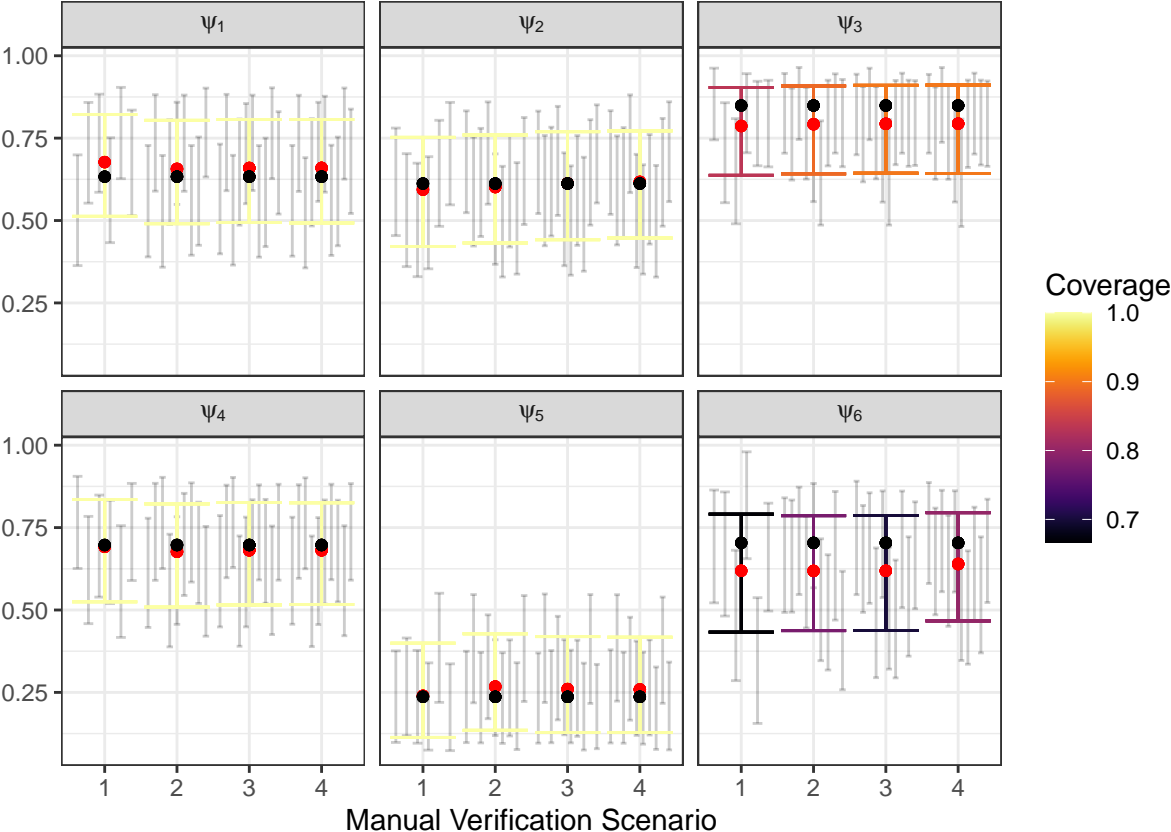 ψ₁ ψ₂ ψ₃
1.00
0.75
0.50
0.25
ψ₄ ψ₅ ψ₆
1.00
0.75
0.50
0.25
1 2 3 4 1 2 3 4 1 2 3 4
Manual Verification Scenario
Coverage
1.0
0.9
0.8
0.7